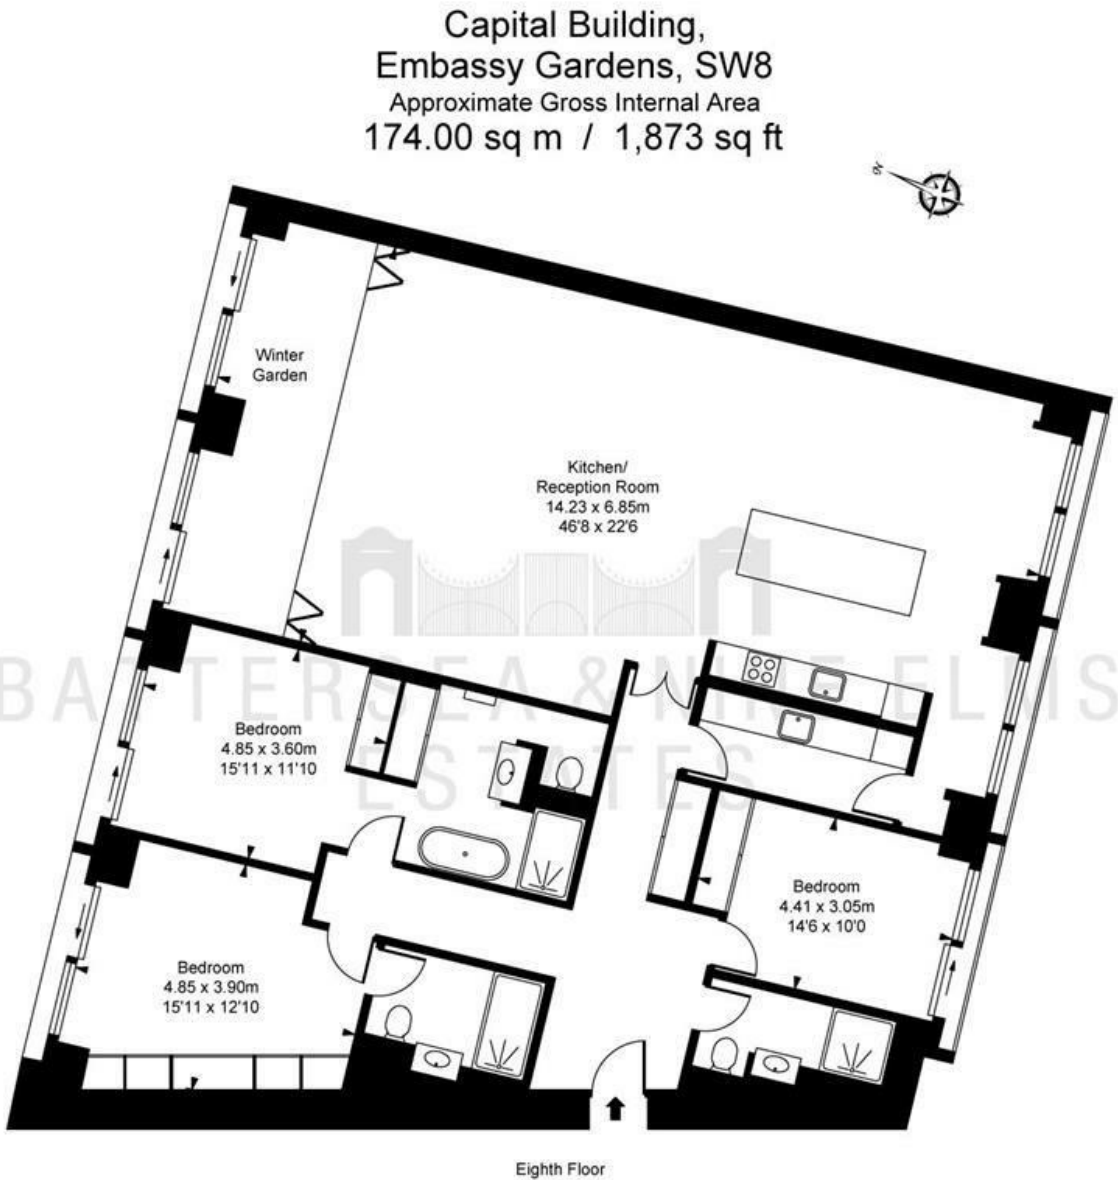 Capital Building,
Embassy Gardens, SW8
Approximate Gross Internal Area
174.00 sq m / 1,873 sq ft
N
Winter
Garden
Kitchen/
Reception Room
14.23 x 6.85m
46'8 x 22'6
BATTERSEA & NINE ELMS
ESTATES
Bedroom
4.85 x 3.60m
15'11 x 11'10
Bedroom
4.41 x 3.05m
14'6 x 10'0
Bedroom
4.85 x 3.90m
15'11 x 12'10
Eighth Floor